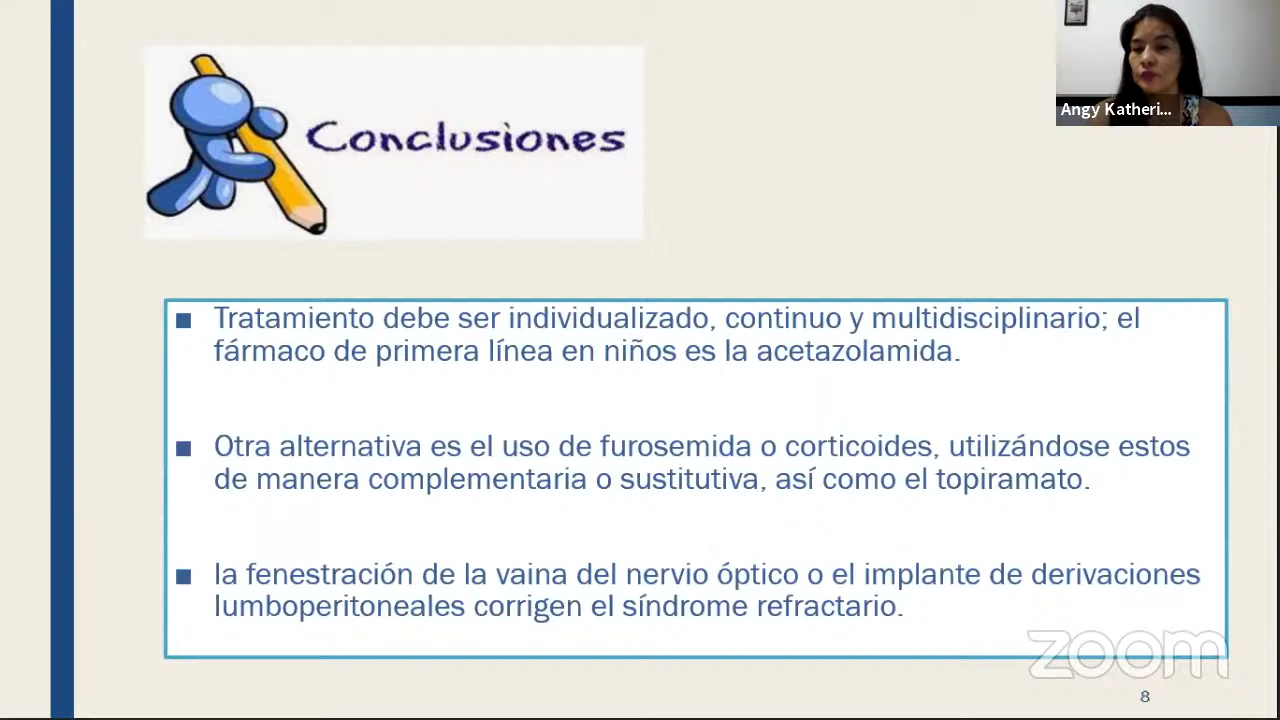 Angy Katheri...
Conclusiones
▪ Tratamiento debe ser individualizado, continuo y multidisciplinario; el
fármaco de primera línea en niños es la acetazolamida.
▪ Otra alternativa es el uso de furosemida o corticoides, utilizándose estos
de manera complementaria o sustitutiva, así como el topiramato.
▪ la fenestración de la vaina del nervio óptico o el implante de derivaciones
lumboperitoneales corrigen el síndrome refractario.
zoom
8